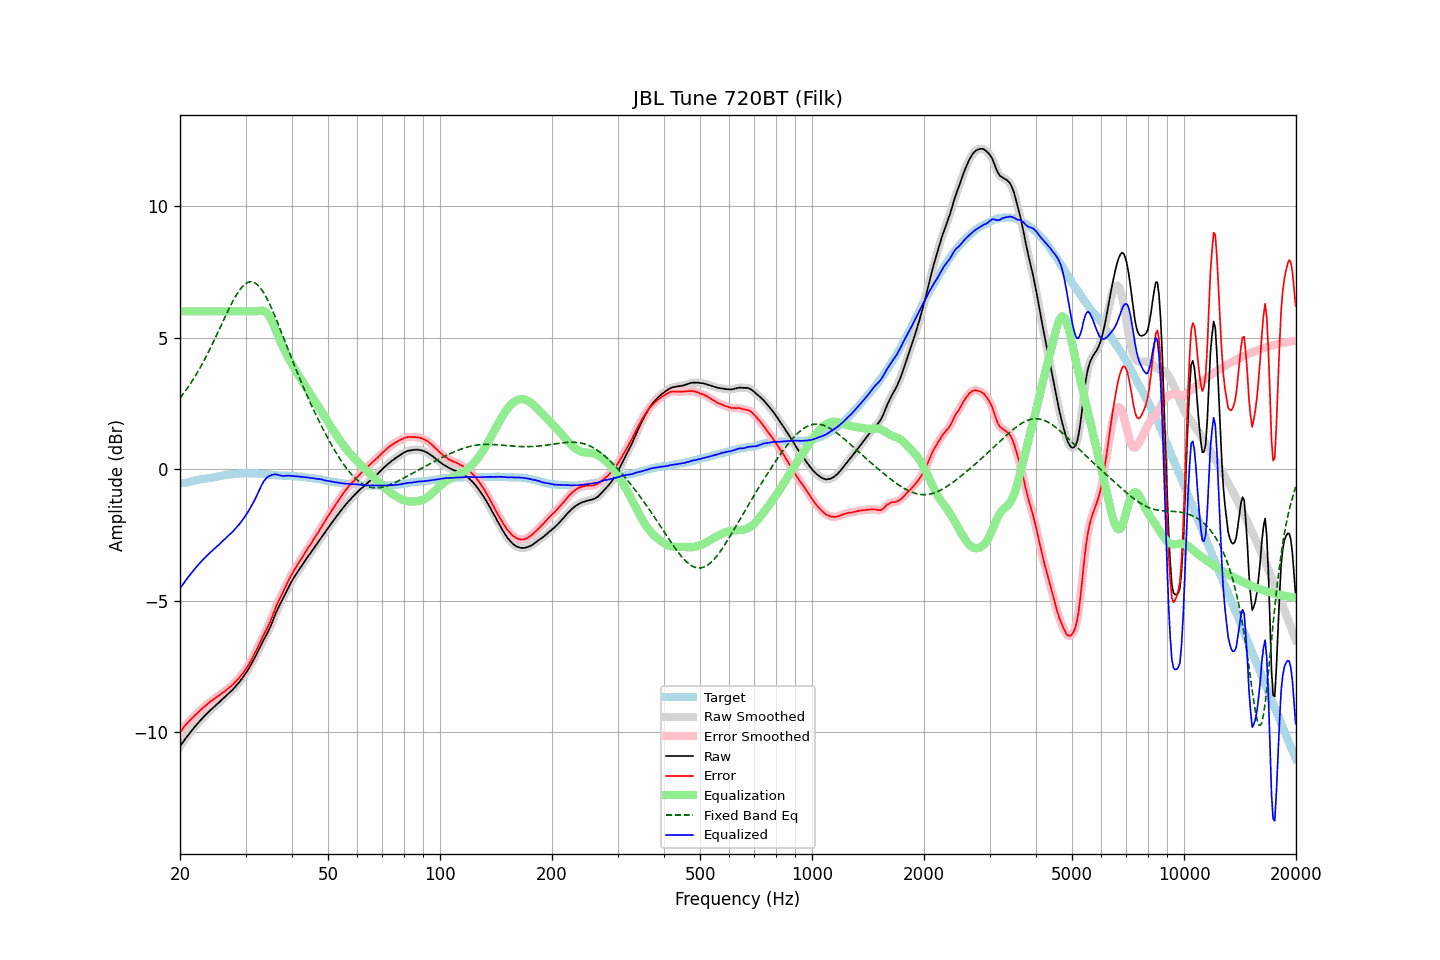 JBL Tune 720BT (Filk)
Amplitude (dBr)
10
5
0
−5
−10
Target
Raw Smoothed
Error Smoothed
Raw
Error
Equalization
Fixed Band Eq
Equalized
20 50 100 200 500 1000 2000 5000 10000 20000
Frequency (Hz)